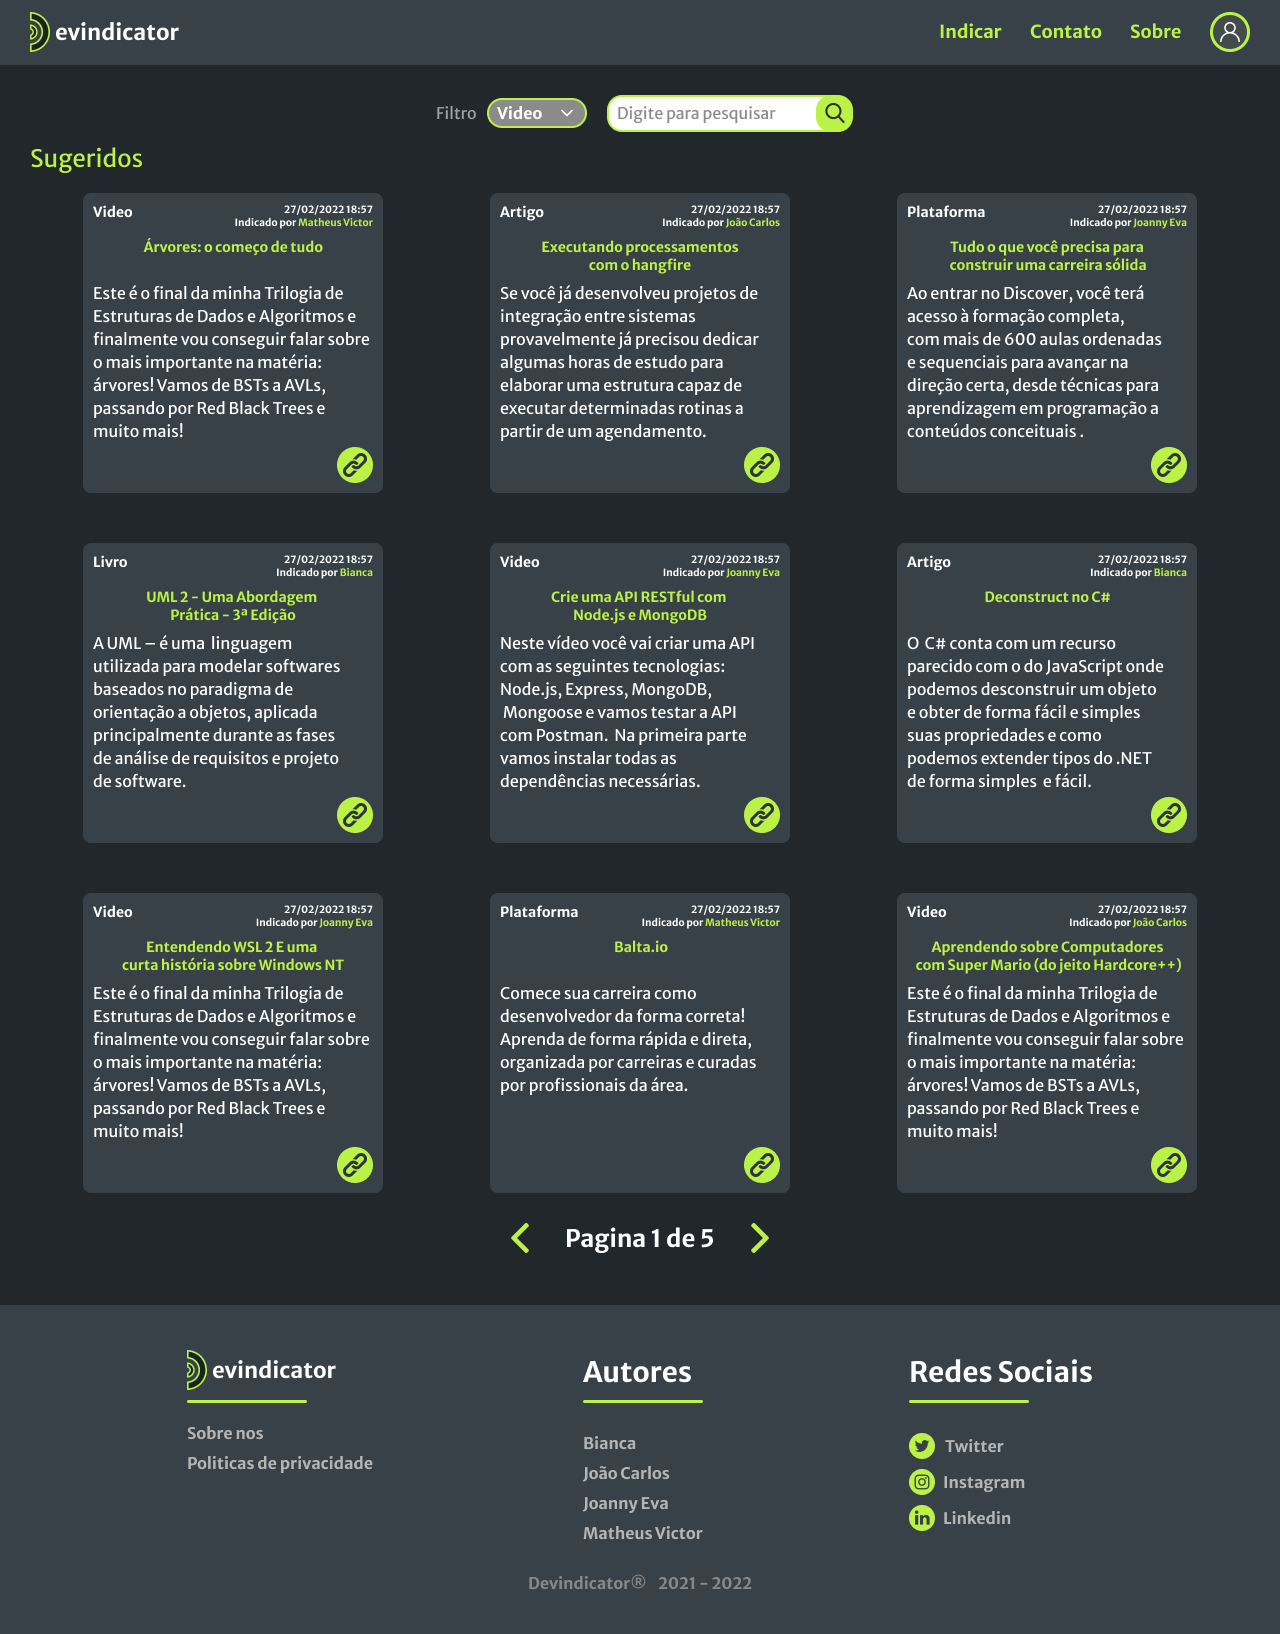 evindicator
Indicar Contato Sobre
Filtro Video Digite para pesquisar
Sugeridos
Video
27/02/2022 18:57
Indicado por Matheus Victor
Árvores: o começo de tudo
Este é o final da minha Trilogia de
Estruturas de Dados e Algoritmos e
finalmente vou conseguir falar sobre
o mais importante na matéria:
árvores! Vamos de BSTs a AVLs,
passando por Red Black Trees e
muito mais!
Artigo
27/02/2022 18:57
Indicado por João Carlos
Executando processamentos
com o hangfire
Se você já desenvolveu projetos de
integração entre sistemas
provavelmente já precisou dedicar
algumas horas de estudo para
elaborar uma estrutura capaz de
executar determinadas rotinas a
partir de um agendamento.
Plataforma
27/02/2022 18:57
Indicado por Joanny Eva
Tudo o que você precisa para
construir uma carreira sólida
Ao entrar no Discover, você terá
acesso à formação completa,
com mais de 600 aulas ordenadas
e sequenciais para avançar na
direção certa, desde técnicas para
aprendizagem em programação a
conteúdos conceituais .
Livro
27/02/2022 18:57
Indicado por Bianca
UML 2 - Uma Abordagem
Prática - 3ª Edição
A UML – é uma linguagem
utilizada para modelar softwares
baseados no paradigma de
orientação a objetos, aplicada
principalmente durante as fases
de análise de requisitos e projeto
de software.
Video
27/02/2022 18:57
Indicado por Joanny Eva
Crie uma API RESTful com
Node.js e MongoDB
Neste vídeo você vai criar uma API
com as seguintes tecnologias:
Node.js, Express, MongoDB,
Mongoose e vamos testar a API
com Postman. Na primeira parte
vamos instalar todas as
dependências necessárias.
Artigo
27/02/2022 18:57
Indicado por Bianca
Deconstruct no C#
O C# conta com um recurso
parecido com o do JavaScript onde
podemos desconstruir um objeto
e obter de forma fácil e simples
suas propriedades e como
podemos extender tipos do .NET
de forma simples e fácil.
Video
27/02/2022 18:57
Indicado por Joanny Eva
Entendendo WSL 2 E uma
curta história sobre Windows NT
Este é o final da minha Trilogia de
Estruturas de Dados e Algoritmos e
finalmente vou conseguir falar sobre
o mais importante na matéria:
árvores! Vamos de BSTs a AVLs,
passando por Red Black Trees e
muito mais!
Plataforma
27/02/2022 18:57
Indicado por Matheus Victor
Balta.io
Comece sua carreira como
desenvolvedor da forma correta!
Aprenda de forma rápida e direta,
organizada por carreiras e curadas
por profissionais da área.
Video
27/02/2022 18:57
Indicado por João Carlos
Aprendendo sobre Computadores
com Super Mario (do jeito Hardcore++)
Este é o final da minha Trilogia de
Estruturas de Dados e Algoritmos e
finalmente vou conseguir falar sobre
o mais importante na matéria:
árvores! Vamos de BSTs a AVLs,
passando por Red Black Trees e
muito mais!
Pagina 1 de 5
evindicator
Sobre nos
Politicas de privacidade
Autores
Bianca
João Carlos
Joanny Eva
Matheus Victor
Redes Sociais
Twitter
Instagram
Linkedin
Devindicator® 2021 - 2022